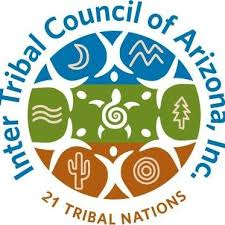 Inter Tribal Council of Arizona, Inc.
21 TRIBAL NATIONS